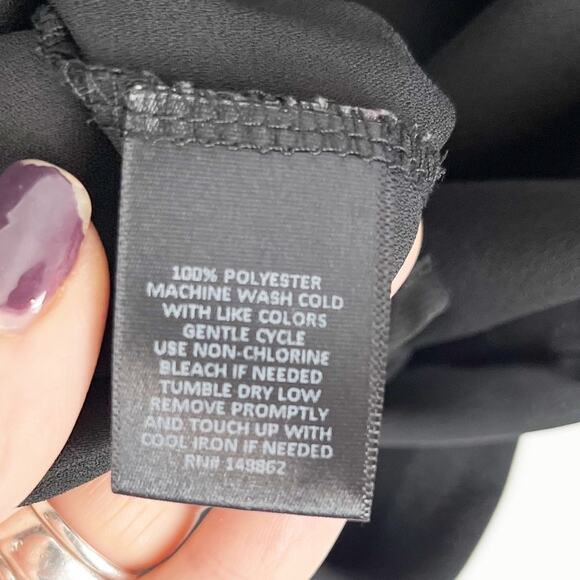 100% POLYESTER
MACHINE WASH COLD
WITH LIKE COLORS
GENTLE CYCLE
USE NON-CHLORINE
BLEACH IF NEEDED
TUMBLE DRY LOW
REMOVE PROMPTLY
AND TOUCH UP WITH
COOL IRON IF NEEDED
RN# 149862